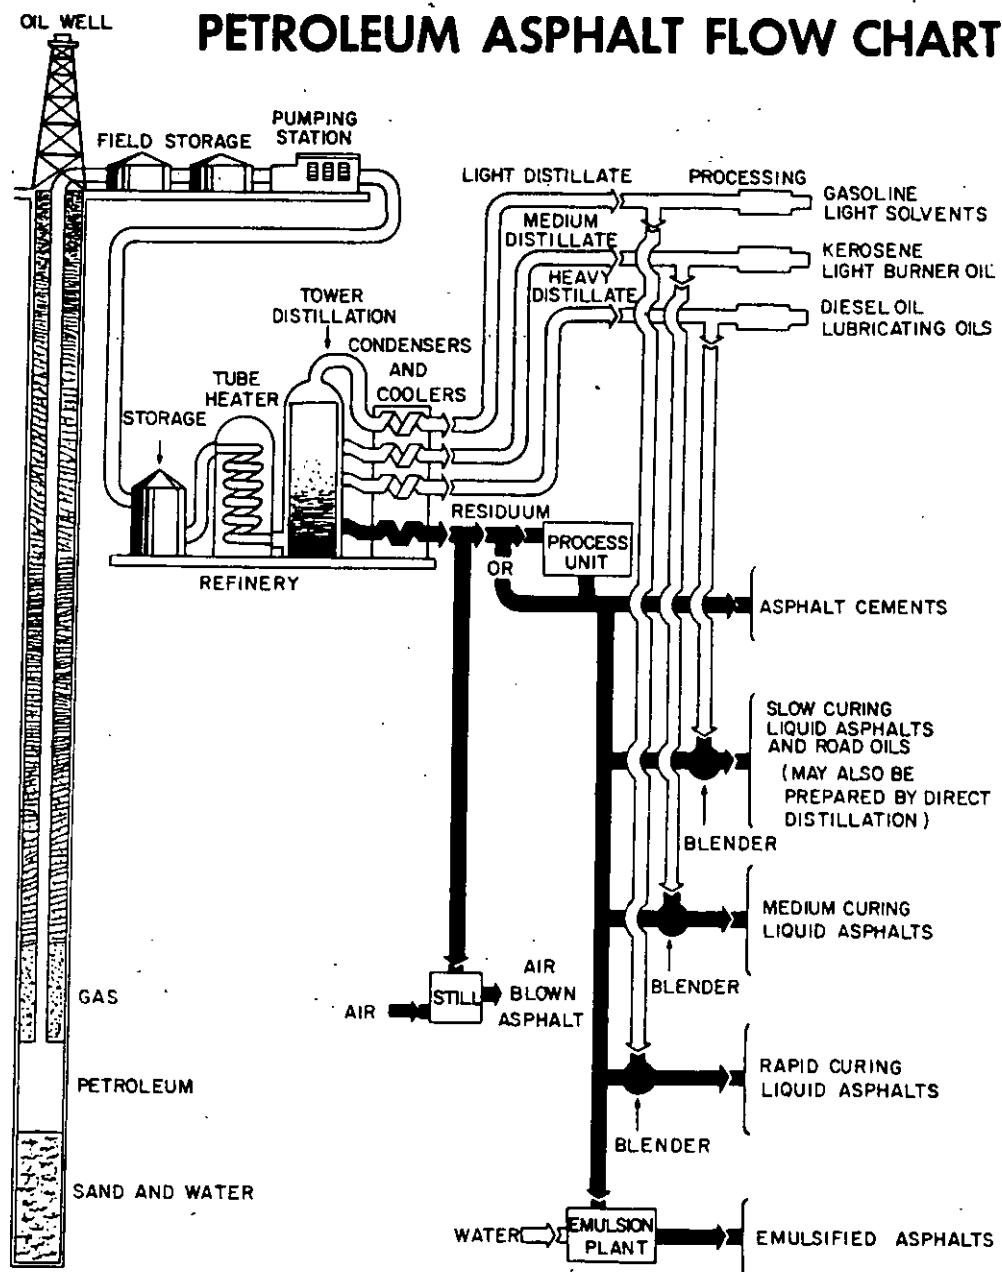 OIL WELL
PETROLEUM ASPHALT FLOW CHART
FIELD STORAGE
PUMPING
STATION
LIGHT DISTILLATE
PROCESSING
GASOLINE
LIGHT SOLVENTS
MEDIUM
DISTILLATE
KEROSENE
LIGHT BURNER OIL
HEAVY
DISTILLATE
DIESEL OIL
LUBRICATING OILS
TOWER
DISTILLATION
CONDENSERS
AND
COOLERS
TUBE
HEATER
STORAGE
REFINERY
RESIDUUM
OR
PROCESS
UNIT
ASPHALT CEMENTS
SLOW CURING
LIQUID ASPHALTS
AND ROAD OILS
(MAY ALSO BE
PREPARED BY DIRECT
DISTILLATION)
BLENDER
MEDIUM CURING
LIQUID ASPHALTS
BLENDER
AIR
STILL
AIR
BLOWN
ASPHALT
GAS
PETROLEUM
SAND AND WATER
RAPID CURING
LIQUID ASPHALTS
BLENDER
WATER
EMULSION
PLANT
EMULSIFIED ASPHALTS